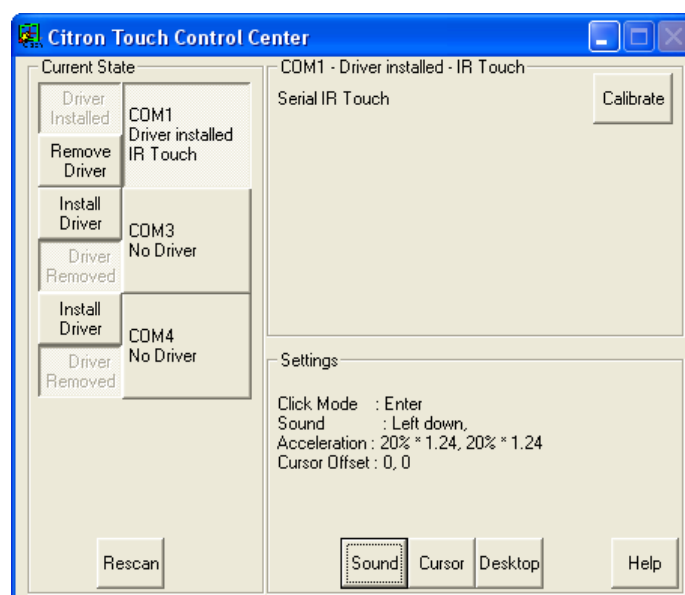 Citron Touch Control Center
Current State
Driver
Installed
Remove
Driver
COM1
Driver installed
IR Touch
Install
Driver
Driver
Removed
COM3
No Driver
Install
Driver
Driver
Removed
COM4
No Driver
Rescan
COM1 - Driver installed - IR Touch
Serial IR Touch
Calibrate
Settings
Click Mode : Enter
Sound : Left down,
Acceleration : 20% * 1.24, 20% * 1.24
Cursor Offset : 0, 0
Sound
Cursor
Desktop
Help